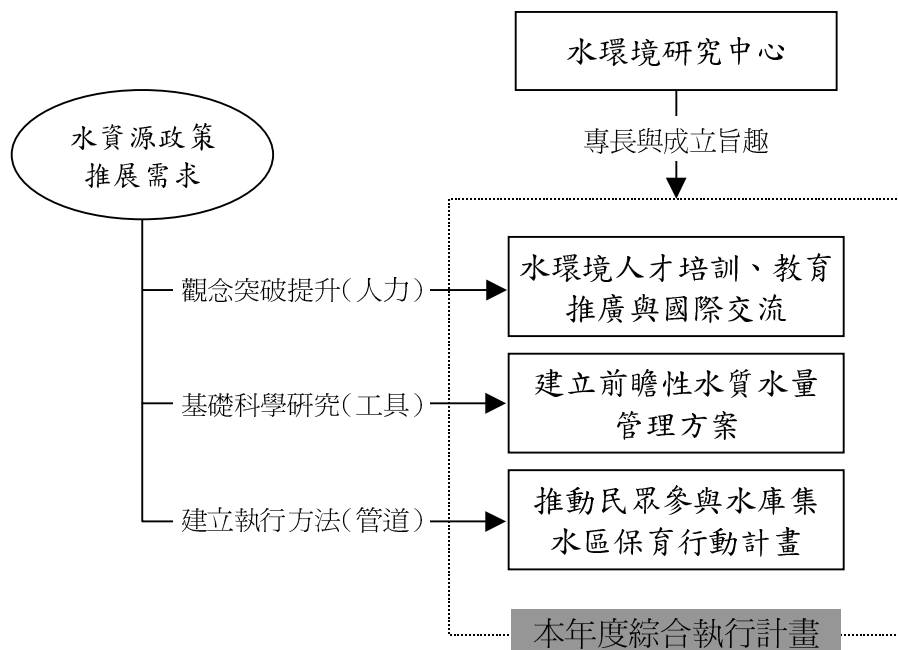 水環境研究中心
專長與成立旨趣
水資源政策
推展需求
觀念突破提升(人力)
水環境人才培訓、教育
推廣與國際交流
基礎科學研究(工具)
建立前瞻性水質水量
管理方案
建立執行方法(管道)
推動民眾參與水庫集
水區保育行動計畫
本年度綜合執行計畫